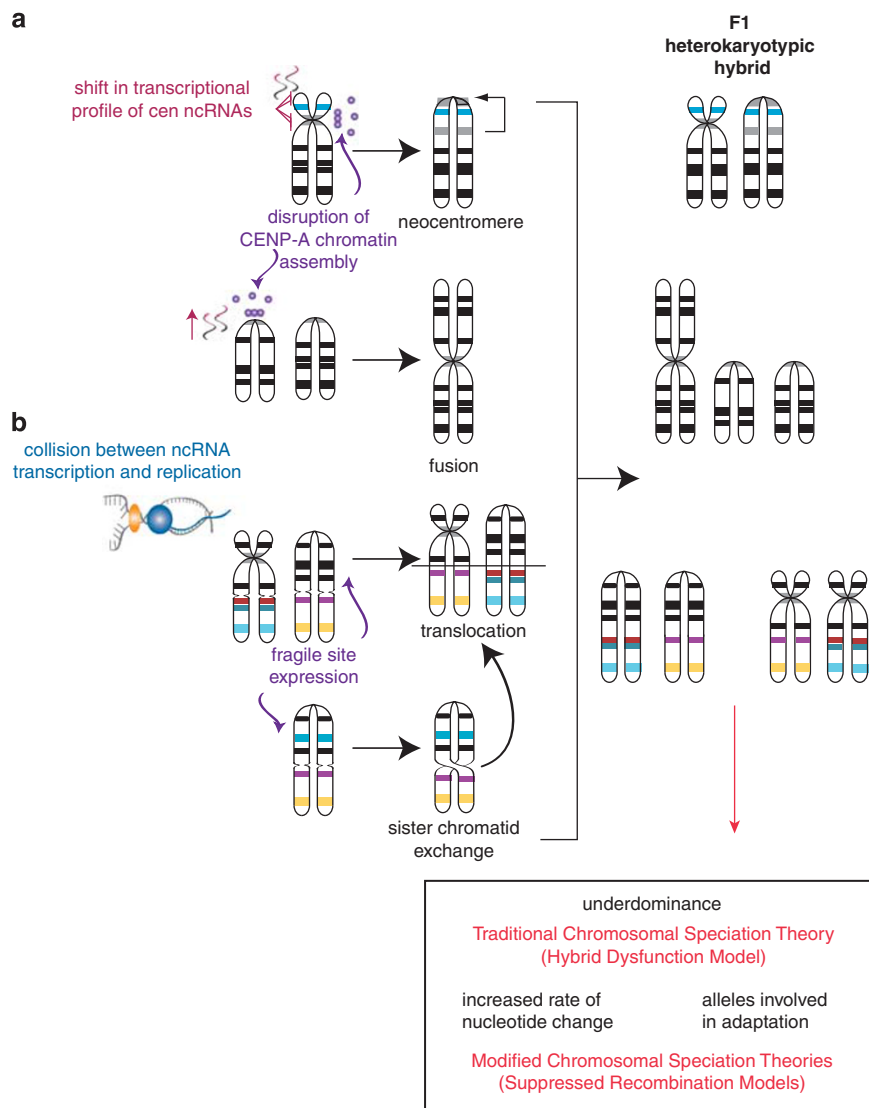 a
F1
heterokaryotypic
hybrid
shift in transcriptional
profile of cen ncRNAs
neocentromere
disruption of
CENP-A chromatin
assembly
fusion
b
collision between ncRNA
transcription and replication
translocation
fragile site
expression
sister chromatid
exchange
underdominance
Traditional Chromosomal Speciation Theory
(Hybrid Dysfunction Model)
increased rate of
nucleotide change
alleles involved
in adaptation
Modified Chromosomal Speciation Theories
(Suppressed Recombination Models)